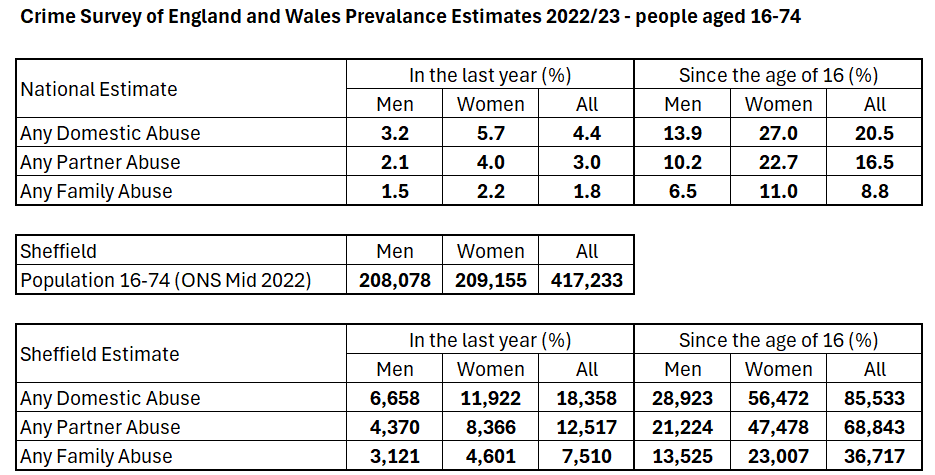 Crime Survey of England and Wales Prevalance Estimates 2022/23 - people aged 16-74
National Estimate In the last year (%) Since the age of 16 (%)
Men Women All Men Women All
Any Domestic Abuse 3.2 5.7 4.4 13.9 27.0 20.5
Any Partner Abuse 2.1 4.0 3.0 10.2 22.7 16.5
Any Family Abuse 1.5 2.2 1.8 6.5 11.0 8.8
Sheffield Men Women All
Population 16-74 (ONS Mid 2022) 208,078 209,155 417,233
Sheffield Estimate In the last year (%) Since the age of 16 (%)
Men Women All Men Women All
Any Domestic Abuse 6,658 11,922 18,358 28,923 56,472 85,533
Any Partner Abuse 4,370 8,366 12,517 21,224 47,478 68,843
Any Family Abuse 3,121 4,601 7,510 13,525 23,007 36,717